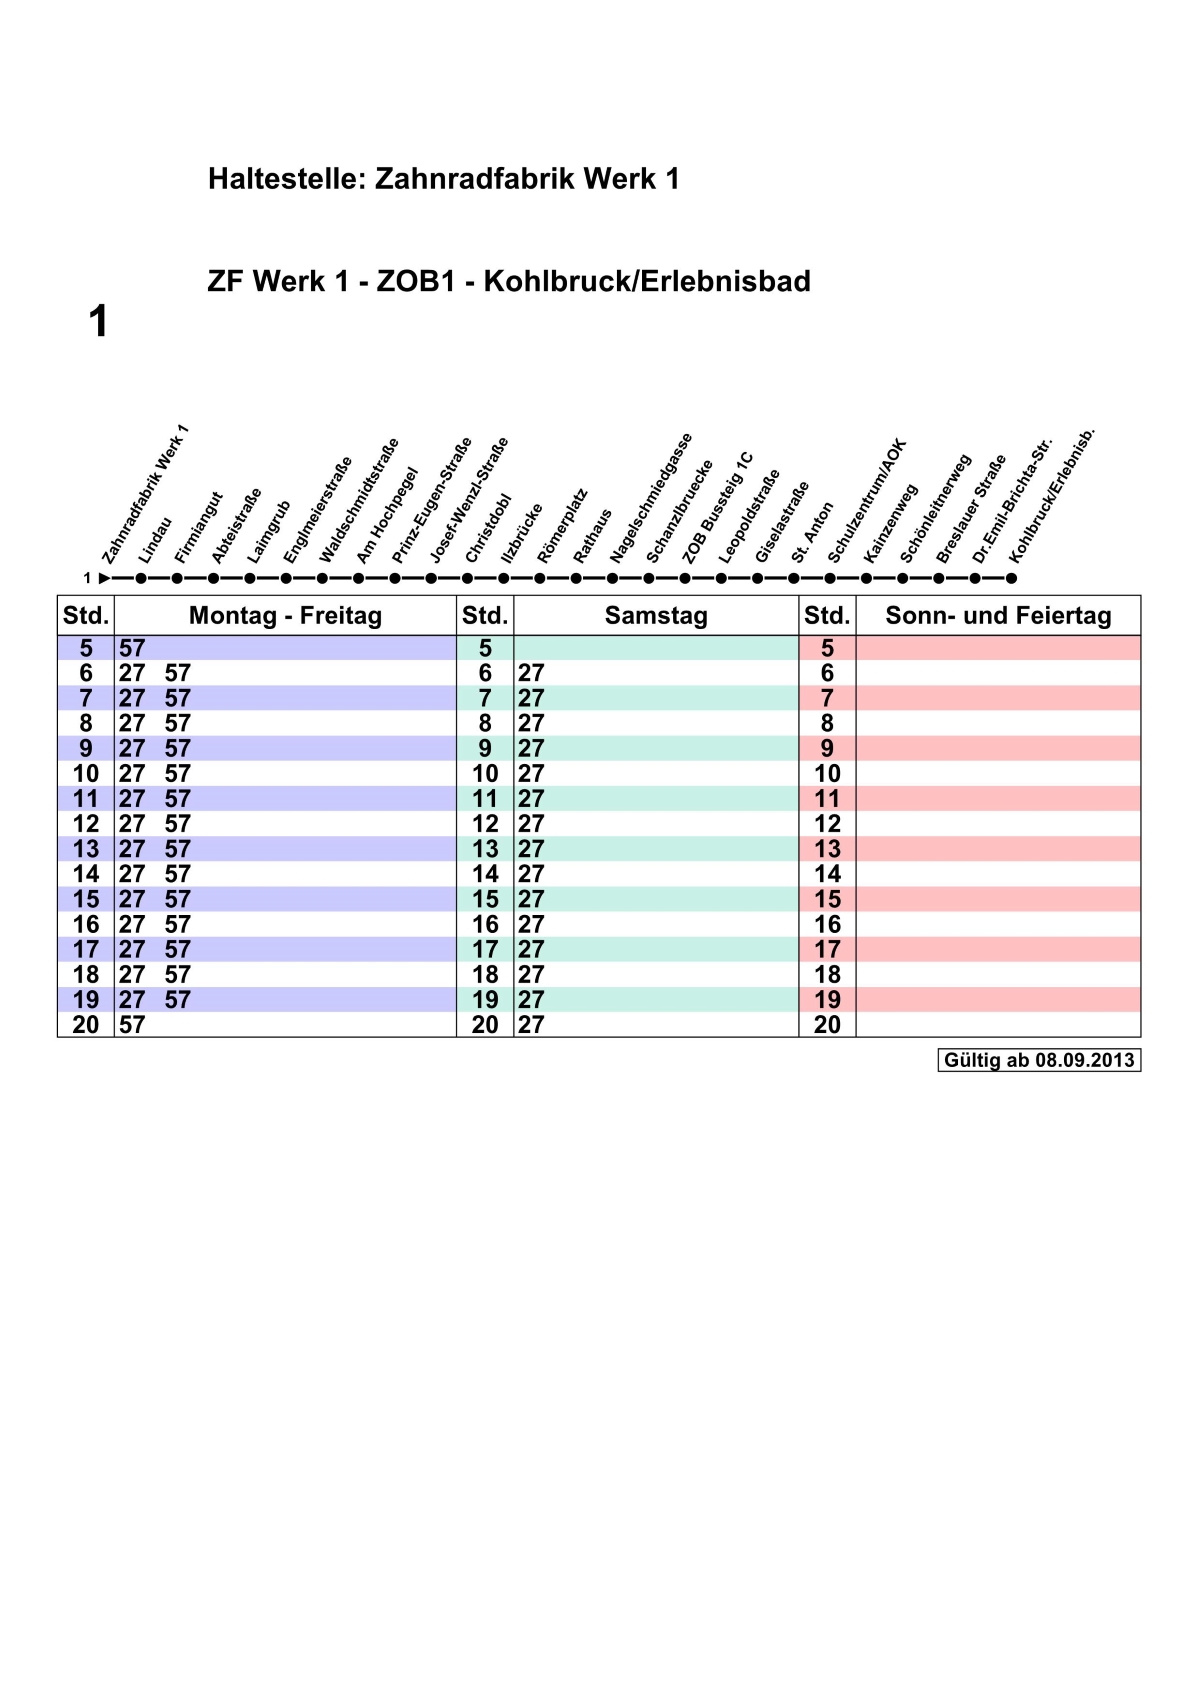 Haltestelle: Zahnradfabrik Werk 1
ZF Werk 1 - ZOB1 - Kohlbruck/Erlebnisbad
1
Zahnradfabrik Werk 1
Lindau
Firmiangut
Abteistraße
Laimgrub
Englmeierstraße
Waldschmidtstraße
Am Hochpegel
Prinz-Eugen-Straße
Josef-Wenzl-Straße
Christdobl
Ilzbrücke
Römerplatz
Rathaus
Nagelschmiedgasse
Schanzlbruecke
ZOB Bussteig 1C
Leopoldstraße
Giselastraße
St. Anton
Schulzentrum/AOK
Kainzenweg
Schönleitnerweg
Breslauer Straße
Dr.Emil-Brichta-Str.
Kohlbruck/Erlebnisb.
1
Std. Montag - Freitag Std. Samstag Std. Sonn- und Feiertag
5 57 5 5
6 27 57 6 27 6
7 27 57 7 27 7
8 27 57 8 27 8
9 27 57 9 27 9
10 27 57 10 27 10
11 27 57 11 27 11
12 27 57 12 27 12
13 27 57 13 27 13
14 27 57 14 27 14
15 27 57 15 27 15
16 27 57 16 27 16
17 27 57 17 27 17
18 27 57 18 27 18
19 27 57 19 27 19
20 57 20 27 20
Gültig ab 08.09.2013